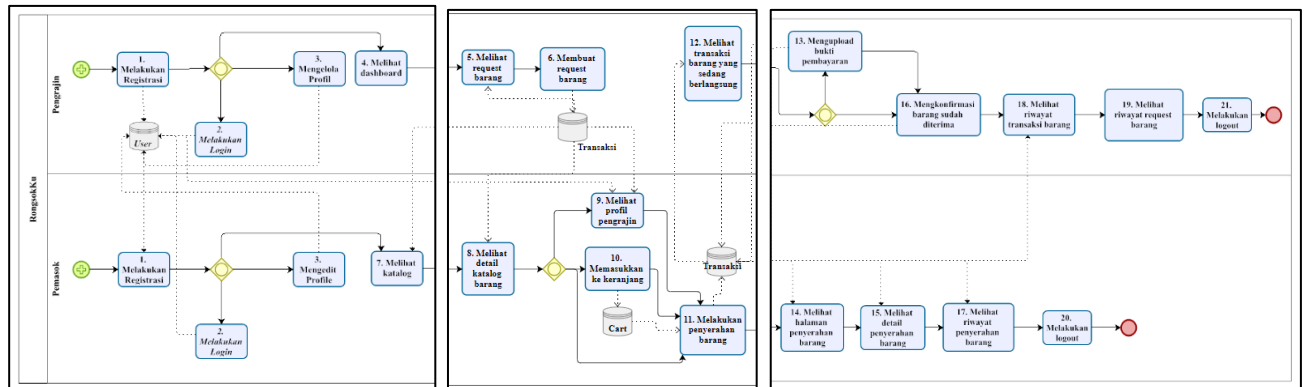 RongsokKu
Pengrajin
1.
Melakukan
Registrasi
2.
Melakukan
Login
3.
Mengelola
Profil
4. Melihat
dashboard
User
Pemasok
1.
Melakukan
Registrasi
2.
Melakukan
Login
3.
Mengedit
Profile
7. Melihat
katalog
5. Melihat
request
barang
6. Membuat
request
barang
Transaksi
12. Melihat
transaksi
barang yang
sedang
berlangsung
8. Melihat
detail
katalog
barang
9. Melihat
profil
pengrajin
10.
Memasukkan
ke keranjang
Cart
11. Melakukan
penyerahan
barang
Transaksi
13. Mengupload
bukti
pembayaran
16. Mengkonfirmasi
barang sudah
diterima
18. Melihat
riwayat
transaksi barang
19. Melihat
riwayat request
barang
21.
Melakukan
logout
14. Melihat
halaman
penyerahan
barang
15. Melihat
detail
penyerahan
barang
17. Melihat
riwayat
penyerahan
barang
20.
Melakukan
logout